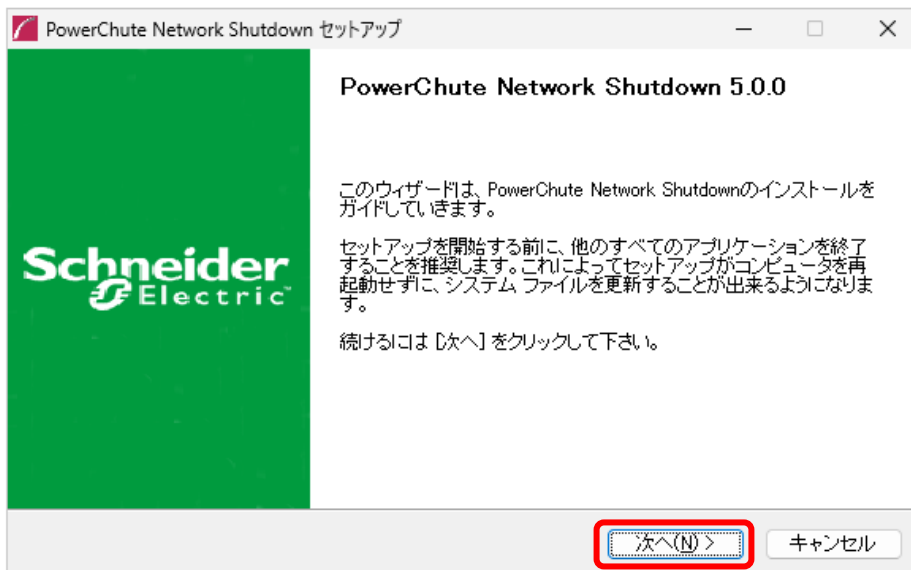 PowerChute Network Shutdown セットアップ
PowerChute Network Shutdown 5.0.0
このウィザードは、PowerChute Network Shutdownのインストールを
ガイドしていきます。
セットアップを開始する前に、他のすべてのアプリケーションを終了
することを推奨します。これによってセットアップがコンピュータを再
起動せずに、システム ファイルを更新することが出来るようになりま
す。
続けるには [次へ] をクリックして下さい。
Schneider
Electric™
次へ(N) >
キャンセル